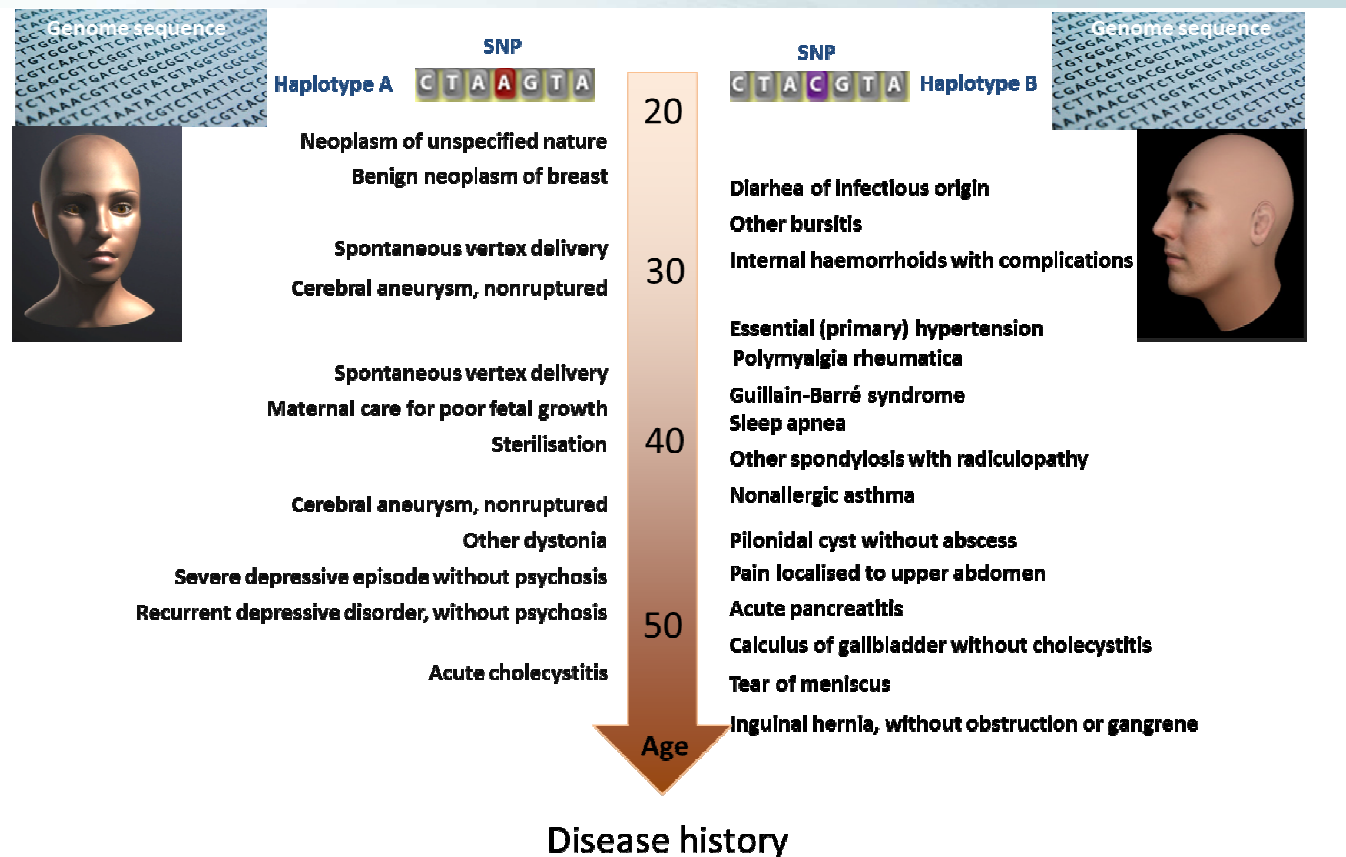 Genome sequence
Genome sequence
SNP
SNP
Haplotype A
C T A A G T A
C T A C G T A
Haplotype B
20
Neoplasm of unspecified nature
Benign neoplasm of breast
Diarhea of infectious origin
Other bursitis
Spontaneous vertex delivery
Internal haemorrhoids with complications
30
Cerebral aneurysm, nonruptured
Essential (primary) hypertension
Polymyalgia rheumatica
Spontaneous vertex delivery
Guillain-Barré syndrome
Maternal care for poor fetal growth
Sleep apnea
40
Sterilisation
Other spondylosis with radiculopathy
Nonallergic asthma
Cerebral aneurysm, nonruptured
Other dystonia
Pilonidal cyst without abscess
Severe depressive episode without psychosis
Pain localised to upper abdomen
Recurrent depressive disorder, without psychosis
Acute pancreatitis
50
Calculus of gallbladder without cholecystitis
Acute cholecystitis
Tear of meniscus
Inguinal hernia, without obstruction or gangrene
Age
Disease history